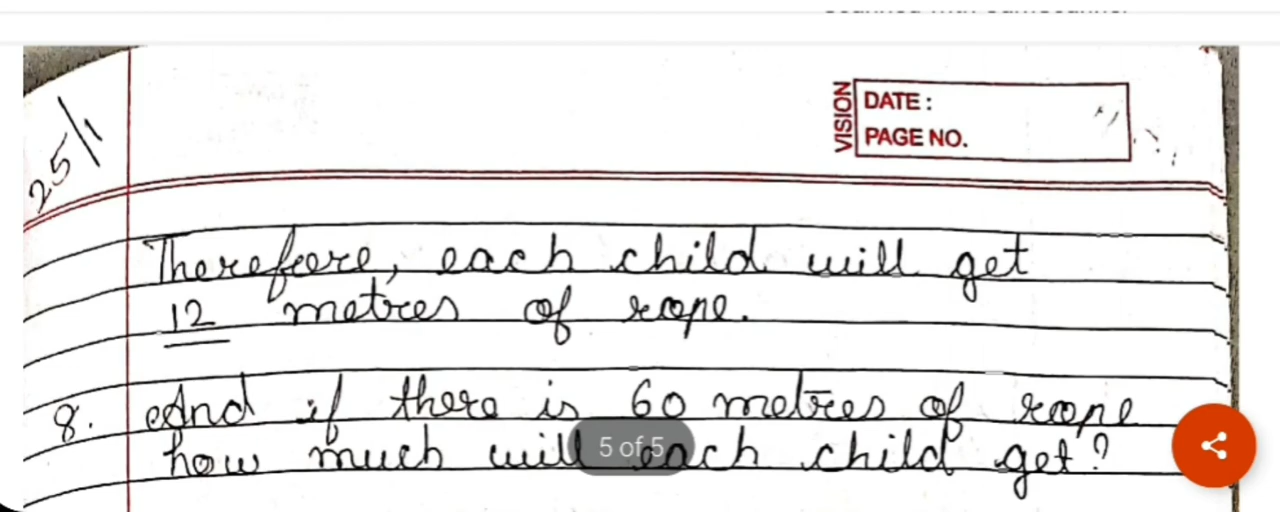 25/1
VISION
DATE :
PAGE NO.
Therefore, each child will get
12 metres of rope.
8. And if there is 60 metres of rope
how much will each child get?
5 of 5